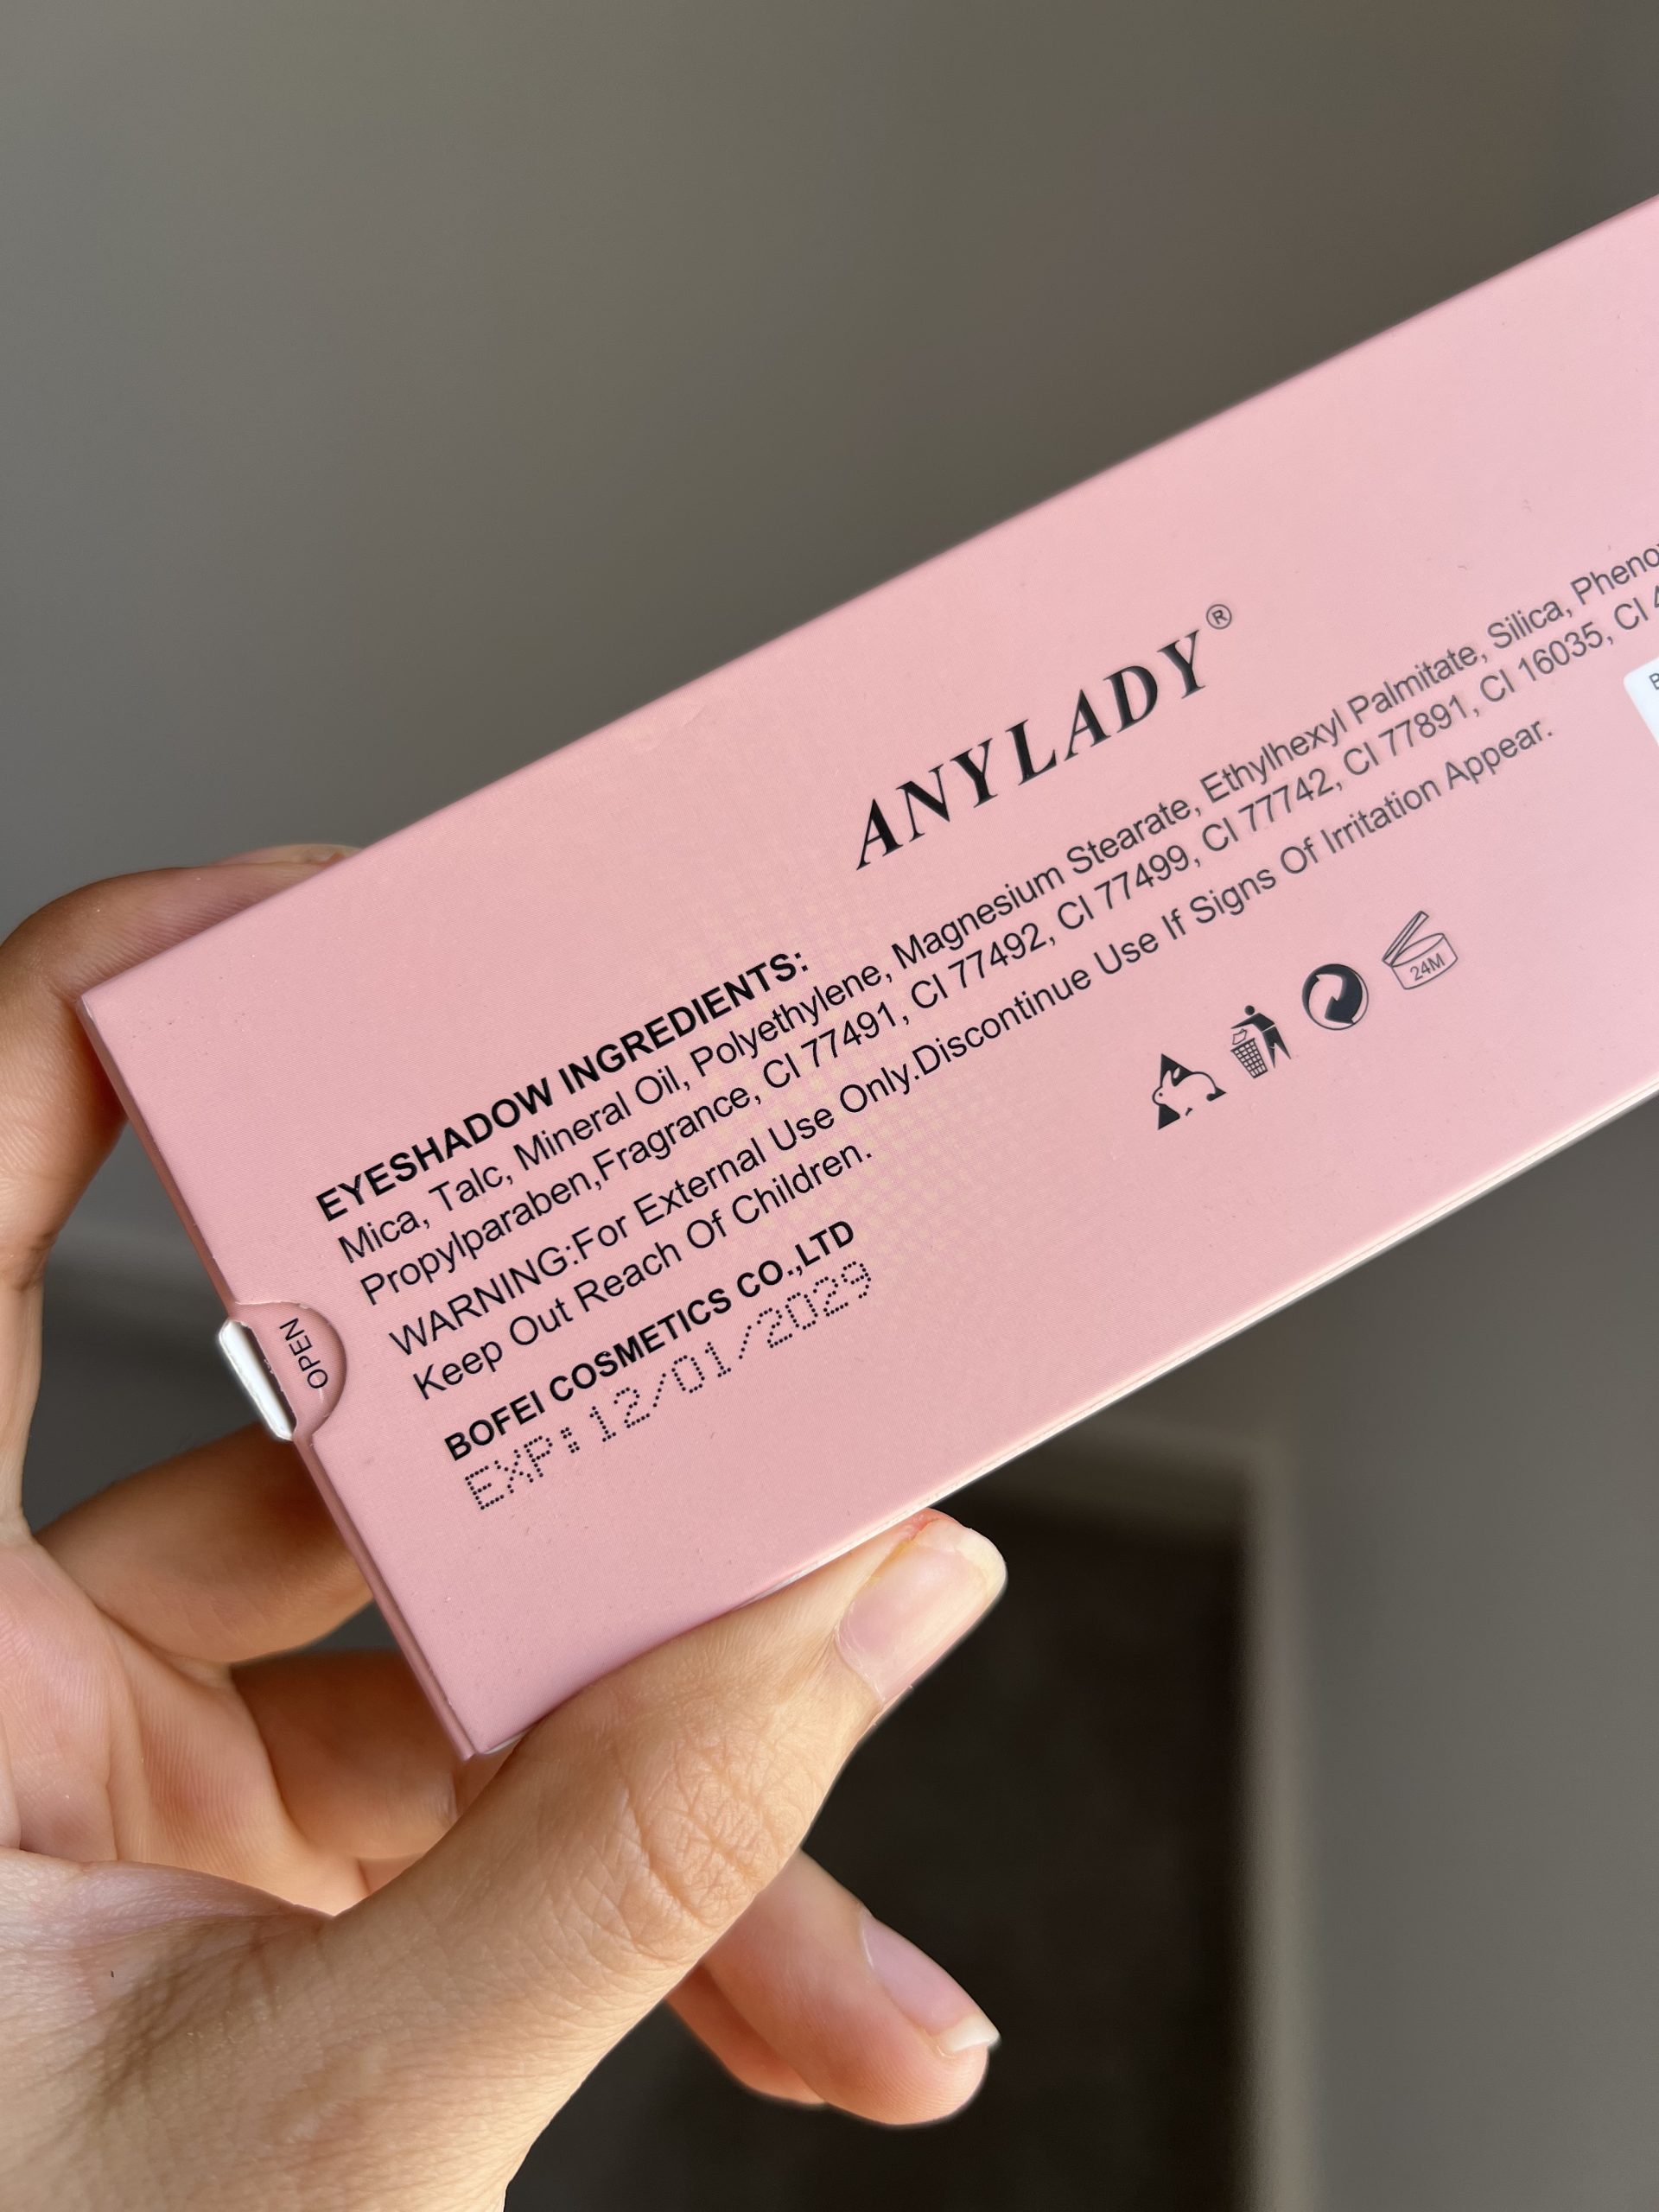 ANYLADY®
EYESHADOW INGREDIENTS:
Mica, Talc, Mineral Oil, Polyethylene, Magnesium Stearate, Ethylhexyl Palmitate, Silica,
Propylparaben,Fragrance, CI 77491, CI 77492, CI 77499, CI 77742, CI 77891, CI 16035, CI
WARNING:For External Use Only.Discontinue Use If Signs Of Irritation Appear.
Keep Out Reach Of Children.
BOFEI COSMETICS CO.,LTD
EXP:12/01/2029
OPEN
24M